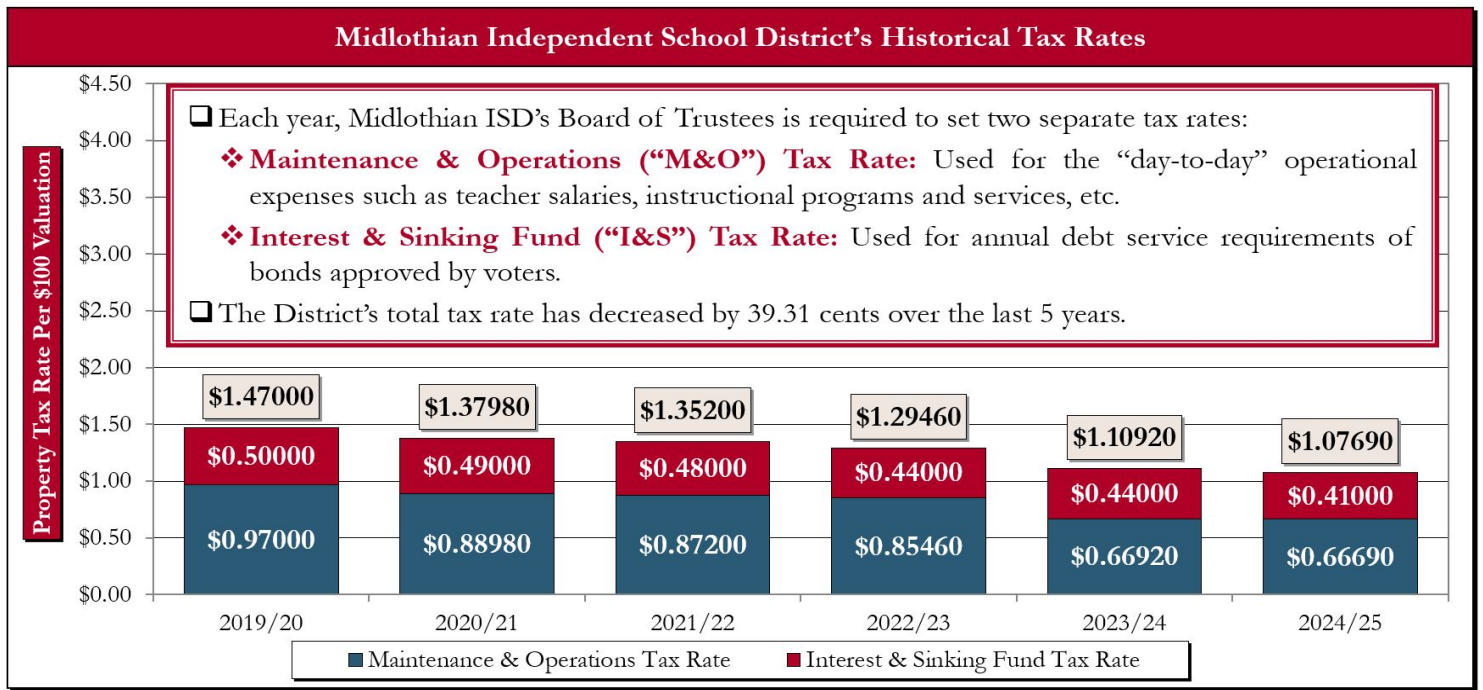 Midlothian Independent School District's Historical Tax Rates
Property Tax Rate Per $100 Valuation
$4.50
$4.00
$3.50
$3.00
$2.50
$2.00
$1.50
$1.00
$0.50
$0.00
❑ Each year, Midlothian ISD's Board of Trustees is required to set two separate tax rates:
❖ Maintenance & Operations ("M&O") Tax Rate: Used for the "day-to-day" operational
expenses such as teacher salaries, instructional programs and services, etc.
❖ Interest & Sinking Fund ("I&S") Tax Rate: Used for annual debt service requirements of
bonds approved by voters.
❑ The District's total tax rate has decreased by 39.31 cents over the last 5 years.
$1.47000 $1.37980 $1.35200 $1.29460 $1.10920 $1.07690
$0.50000 $0.49000 $0.48000 $0.44000 $0.44000 $0.41000
$0.97000 $0.88980 $0.87200 $0.85460 $0.66920 $0.66690
2019/20 2020/21 2021/22 2022/23 2023/24 2024/25
Maintenance & Operations Tax Rate Interest & Sinking Fund Tax Rate